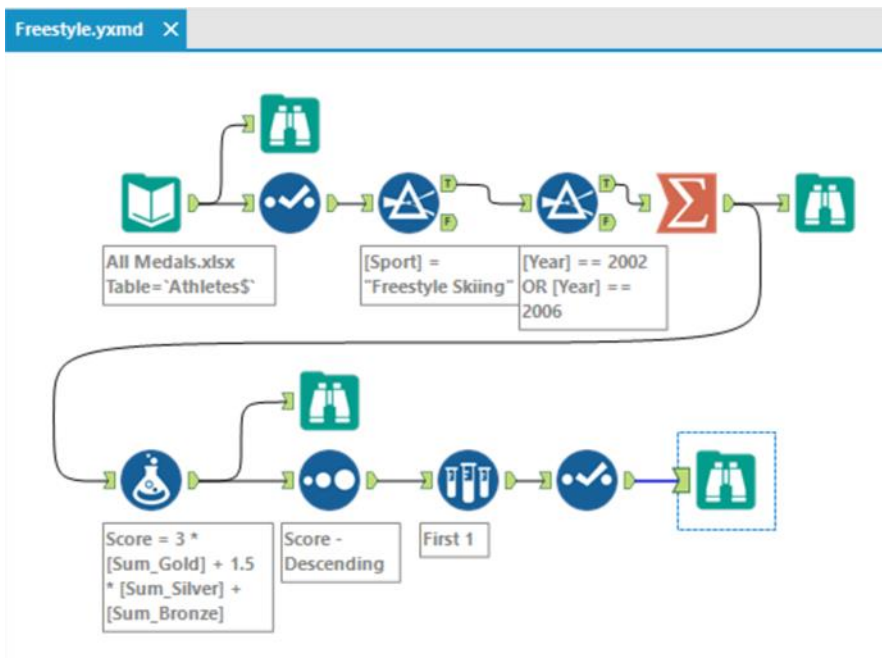 Freestyle.yxmd
T
T
F
F
All Medals.xlsx
Table=`Athletes$`
[Sport] =
"Freestyle Skiing"
[Year] == 2002
OR [Year] ==
2006
Score = 3 *
[Sum_Gold] + 1.5
* [Sum_Silver] +
[Sum_Bronze]
Score -
Descending
First 1